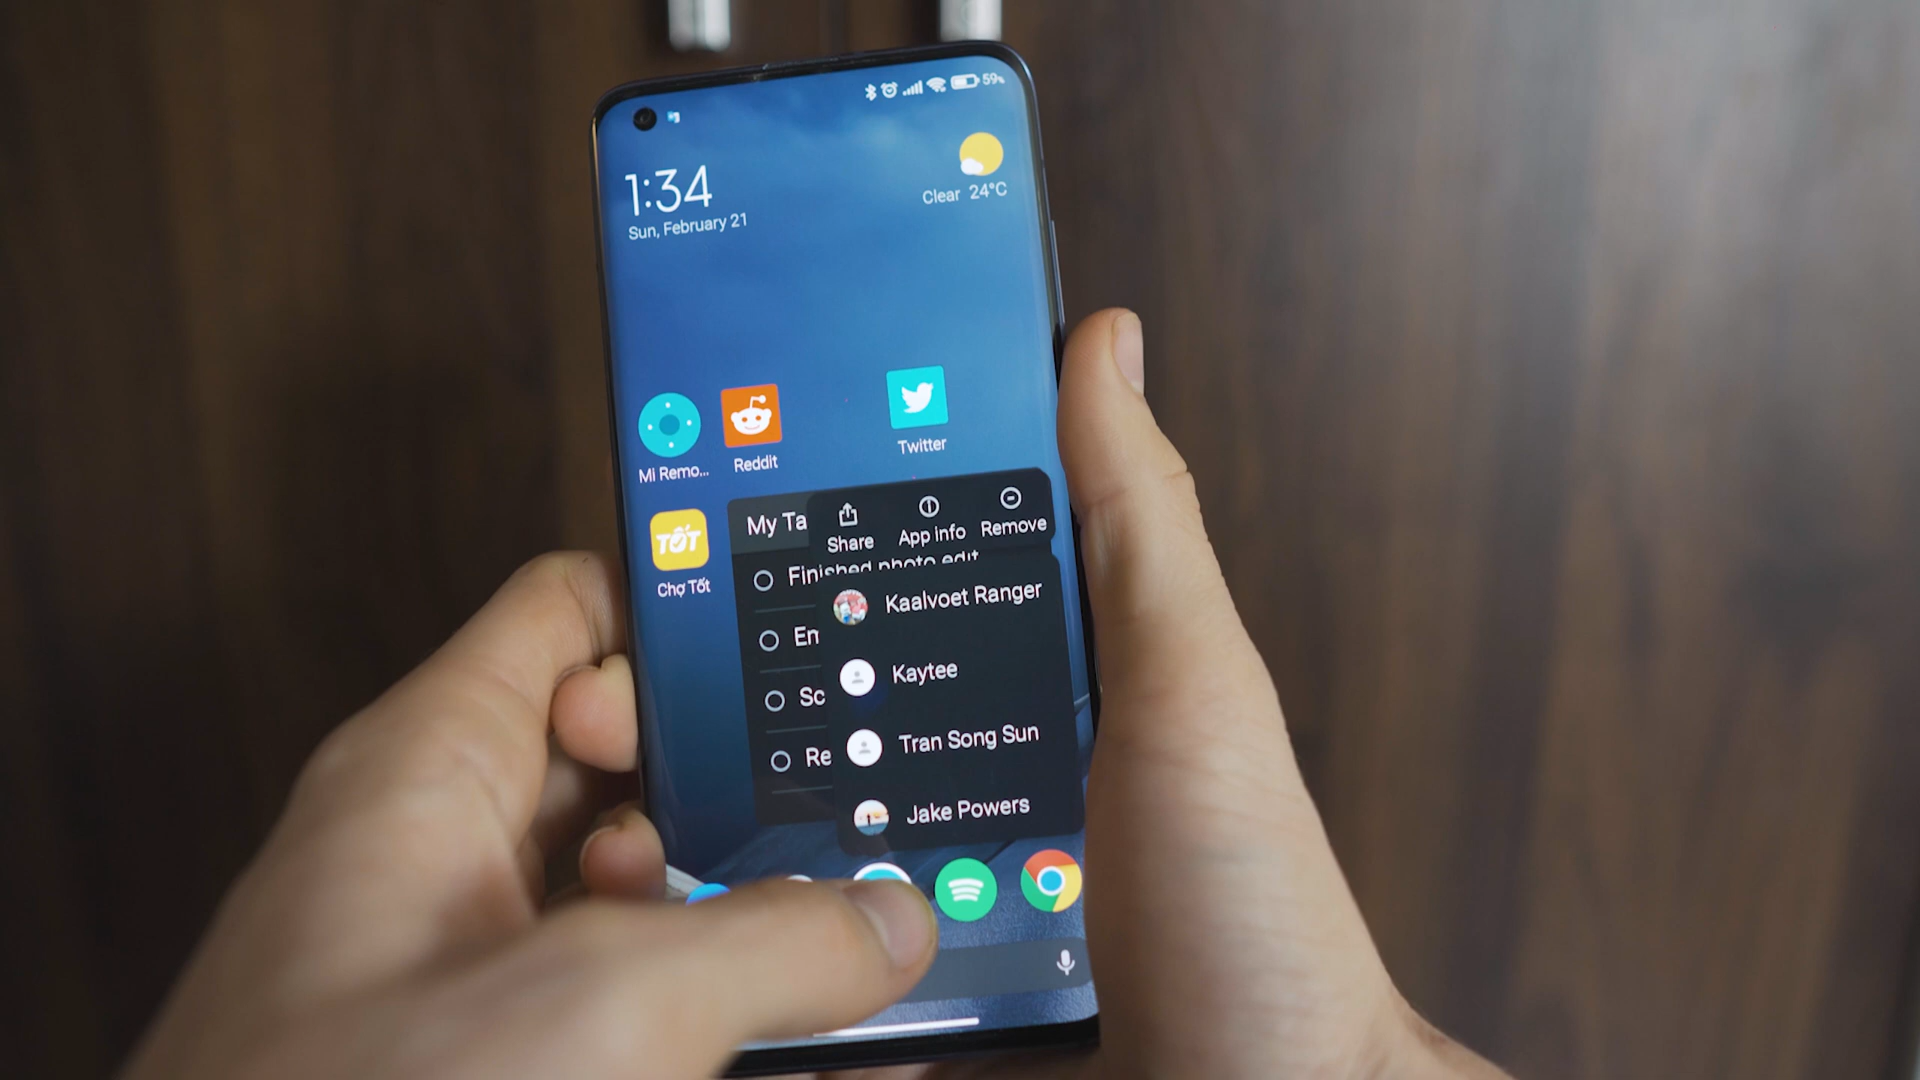 59%
1:34
Sun, February 21
Clear 24°C
Mi Remo...
Reddit
Twitter
TỐT
Chợ Tốt
My Ta
Share
App info
Remove
Finished photo edit
Kaalvoet Ranger
Em
Kaytee
Sc
Tran Song Sun
Re
Jake Powers